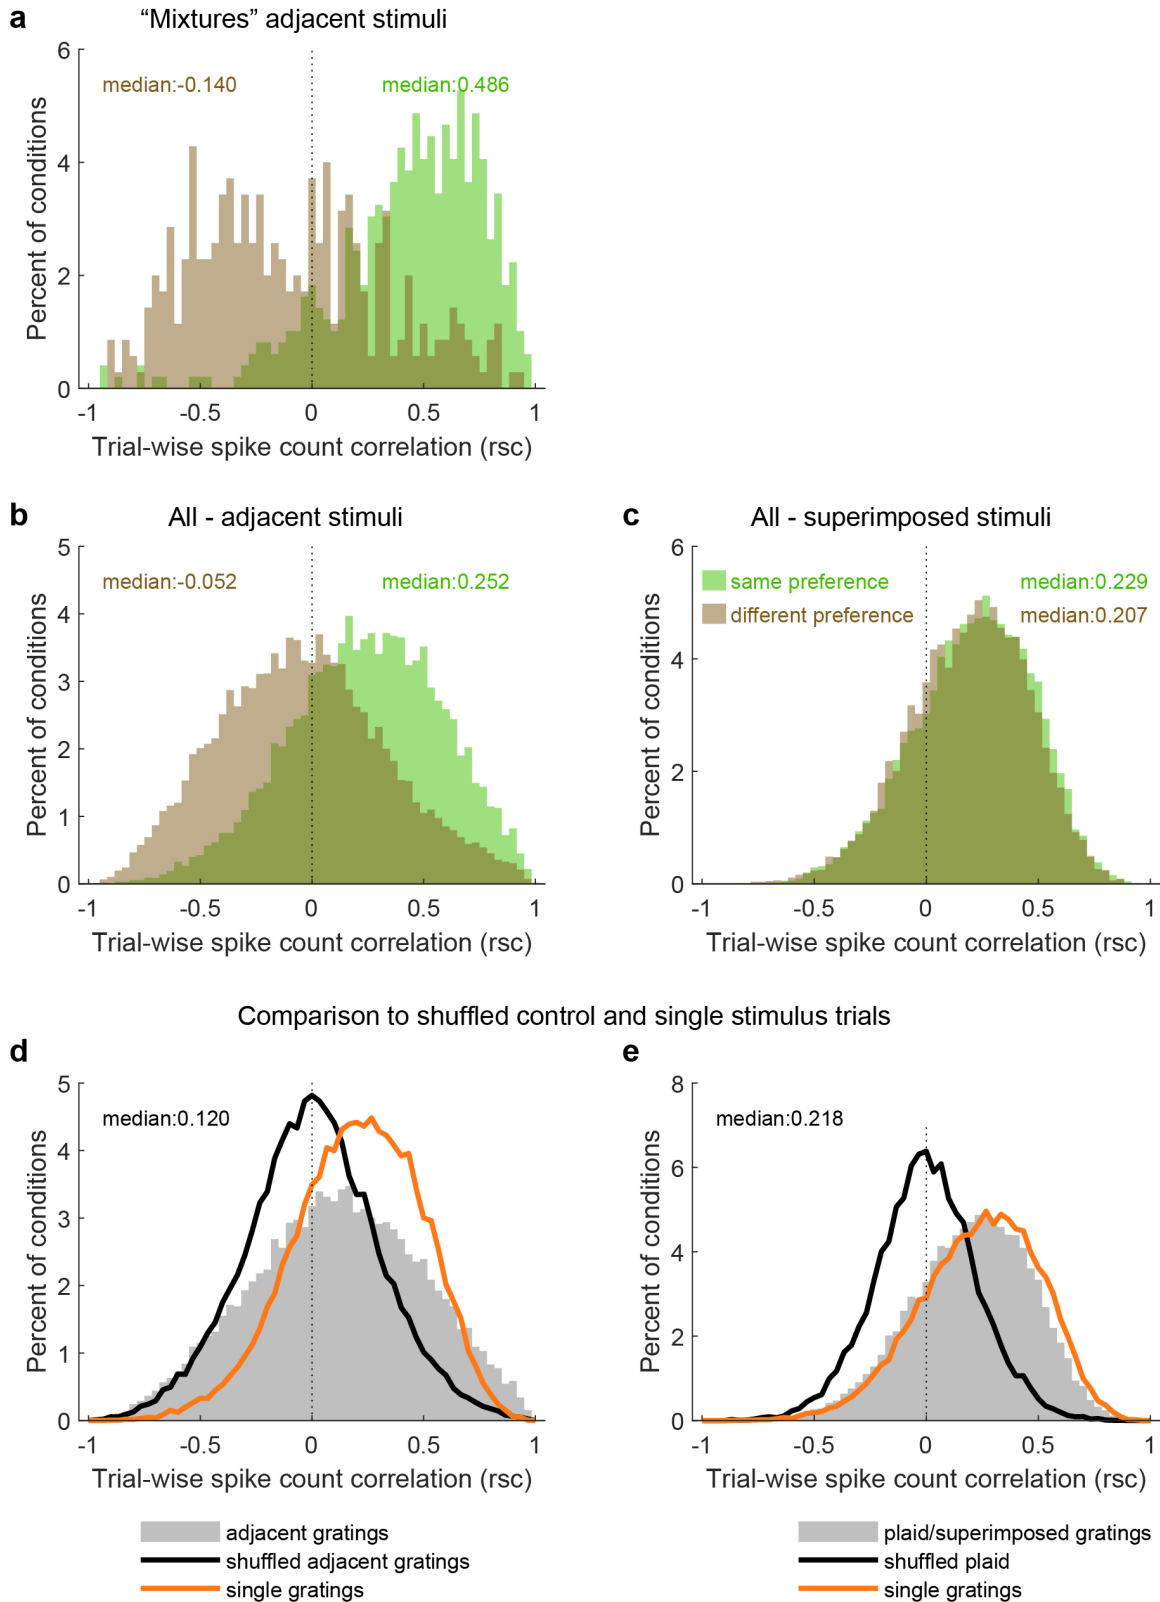 a
“Mixtures” adjacent stimuli
median:-0.140
median:0.486
Percent of conditions
6
4
2
0
-1
-0.5
0
0.5
1
Trial-wise spike count correlation (rsc)
b
All - adjacent stimuli
median:-0.052
median:0.252
Percent of conditions
5
4
3
2
1
0
-1
-0.5
0
0.5
1
Trial-wise spike count correlation (rsc)
c
All - superimposed stimuli
same preference
median:0.229
different preference
median:0.207
Percent of conditions
6
4
2
0
-1
-0.5
0
0.5
1
Trial-wise spike count correlation (rsc)
Comparison to shuffled control and single stimulus trials
d
median:0.120
Percent of conditions
5
4
3
2
1
0
-1
-0.5
0
0.5
1
Trial-wise spike count correlation (rsc)
adjacent gratings
shuffled adjacent gratings
single gratings
e
median:0.218
Percent of conditions
8
6
4
2
0
-1
-0.5
0
0.5
1
Trial-wise spike count correlation (rsc)
plaid/superimposed gratings
shuffled plaid
single gratings